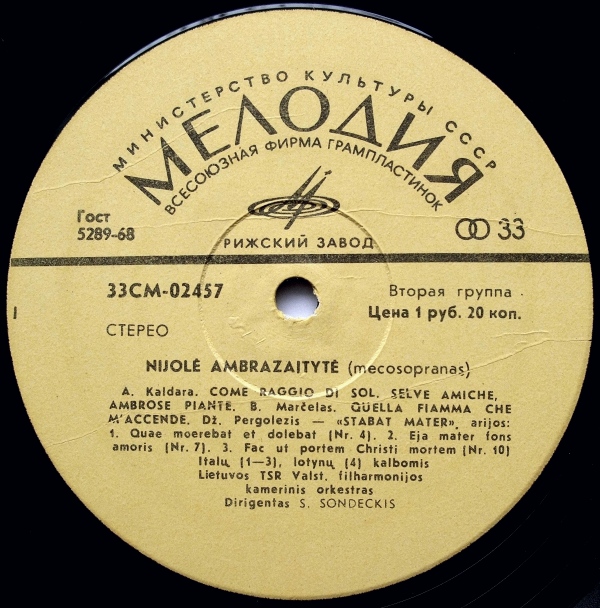 МИНИСТЕРСТВО КУЛЬТУРЫ СССР
МЕЛОДИЯ
ВСЕСОЮЗНАЯ ФИРМА ГРАМПЛАСТИНОК
Гост
5289-68
РИЖСКИЙ ЗАВОД
33
33СМ-02457
Вторая группа
Цена 1 руб. 20 коп.
I
СТЕРЕО
NIJOLĖ AMBRAZAITYTĖ (mecosopranas)
A. Kaldara. COME RAGGIO DI SOL. SELVE AMICHE,
AMBROSE PIANTE. B. Marčelas. QUELLA FIAMMA CHE
M'ACCENDE. Dž. Pergolezis — «STABAT MATER», arijos:
1. Quae moerebat et dolebat (Nr. 4). 2. Eja mater fons
amoris (Nr. 7). 3. Fac ut portem Christi mortem (Nr. 10)
Italų (1—3), lotynų (4) kalbomis
Lietuvos TSR Valst. filharmonijos
kamerinis orkestras
Dirigentas S. SONDECKIS